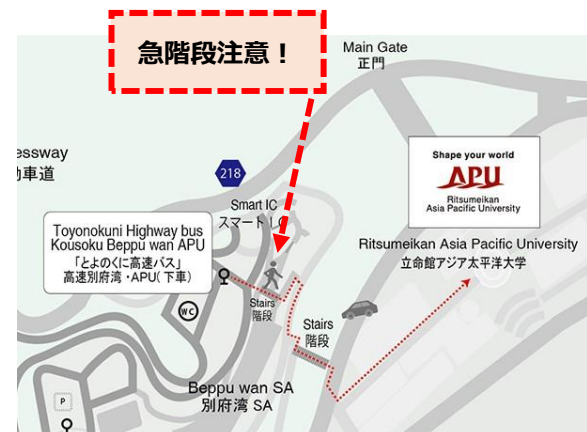 急階段注意！
Main Gate
正門
essway
動車道
218
Shape your world
APU
Ritsumeikan
Asia Pacific University
Smart IC
スマートIC
Toyonokuni Highway bus
Kousoku Beppu wan APU
「とよのくに高速バス」
高速別府湾・APU(下車)
Ritsumeikan Asia Pacific University
立命館アジア太平洋大学
WC
Stairs
階段
Stairs
階段
Beppu wan SA
別府湾 SA
P